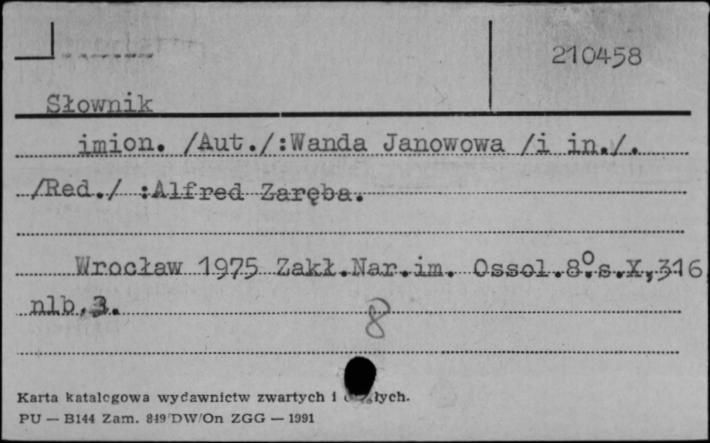 210458
Słownik
imion. /Aut./:Wanda Janowowa /i in./.
/Red./ :Alfred Zaręba.
Wrocław 1975 Zakł.Nar.im. Ossol.8°.s.X,316
nlb.3.
8
Karta katalogowa wydawnictw zwartych i
PU — B144 Zam. 849/DW/On ZGG — 1991